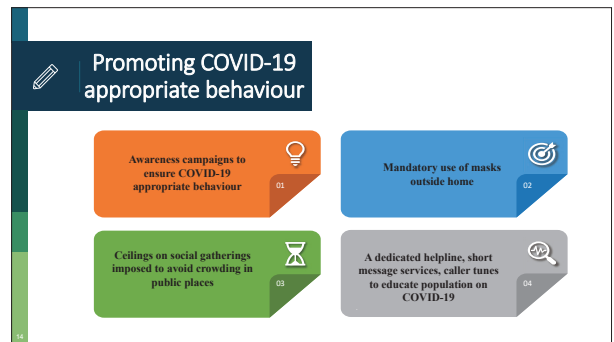 Promoting COVID-19
appropriate behaviour
Awareness campaigns to
ensure COVID-19
appropriate behaviour
01
Mandatory use of masks
outside home
02
Ceilings on social gatherings
imposed to avoid crowding in
public places
03
A dedicated helpline, short
message services, caller tunes
to educate population on
COVID-19
04
14